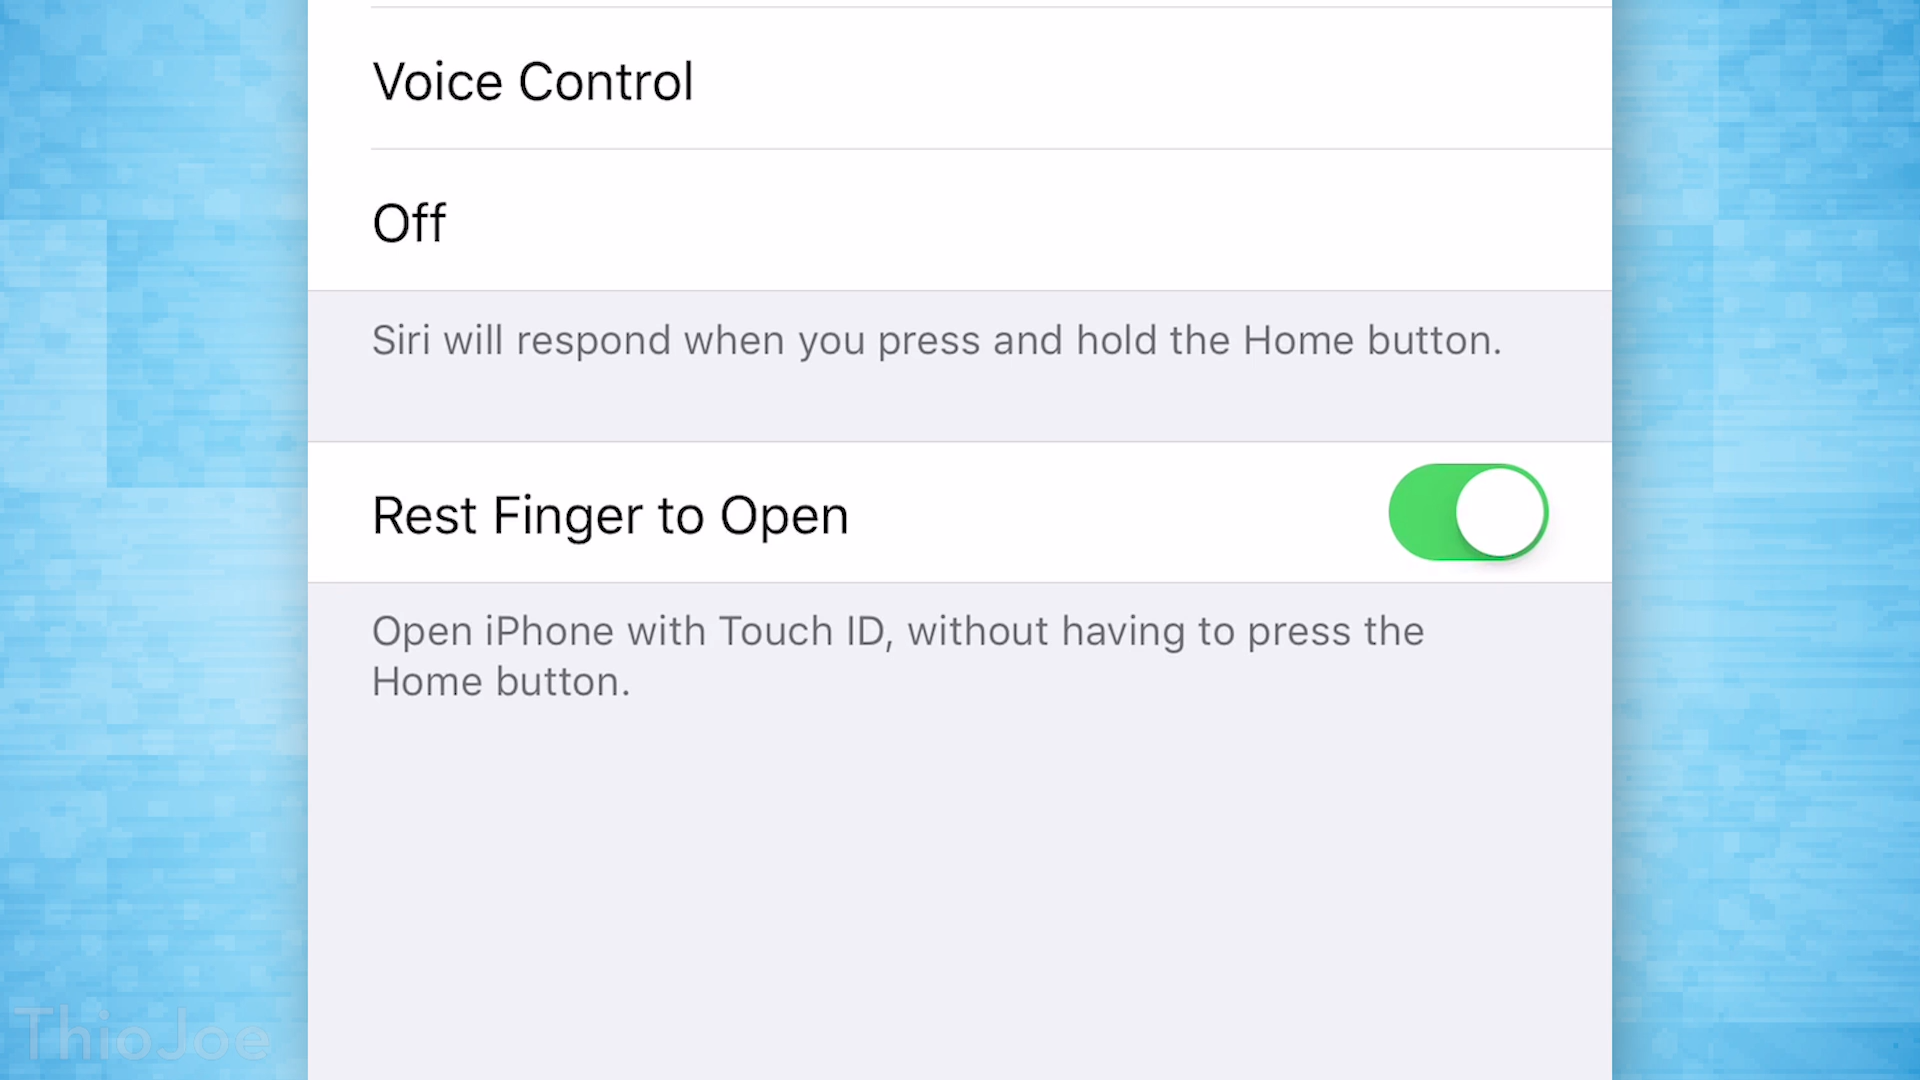 Voice Control
Off
Siri will respond when you press and hold the Home button.
Rest Finger to Open
Open iPhone with Touch ID, without having to press the
Home button.
ThioJoe